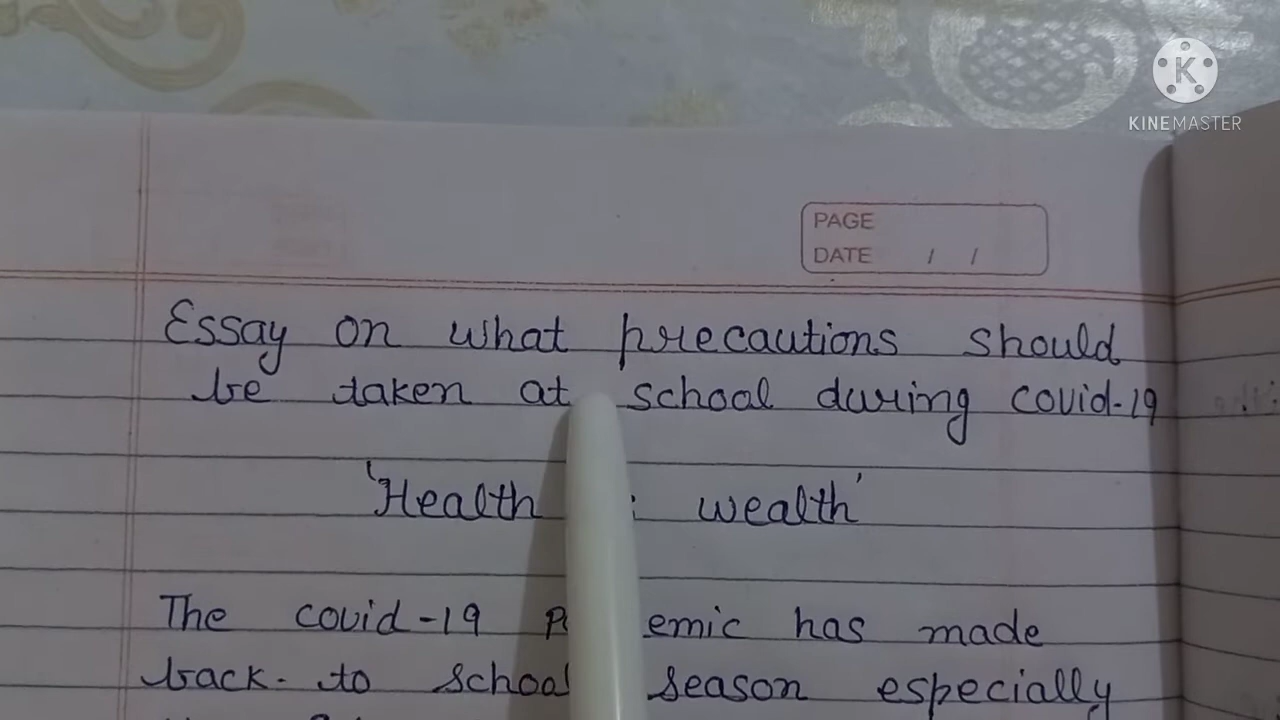 KINEMASTER
PAGE
DATE / /
Essay on what precautions should
be taken at school during covid-19
'Health wealth'
The covid-19 has made
back-to school season especially